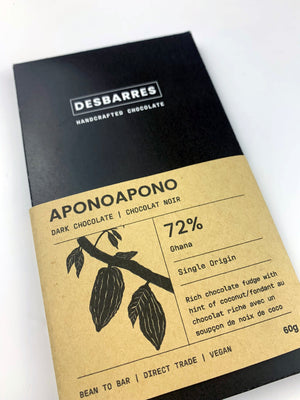 DESBARRES
HANDCRAFTED CHOCOLATE
APONOAPONO
DARK CHOCOLATE | CHOCOLAT NOIR
72%
Ghana
Single Origin
Rich chocolate fudge with
hint of coconut/fondant au
chocolat riche avec un
soupçon de noix de coco
60g
BEAN TO BAR | DIRECT TRADE | VEGAN